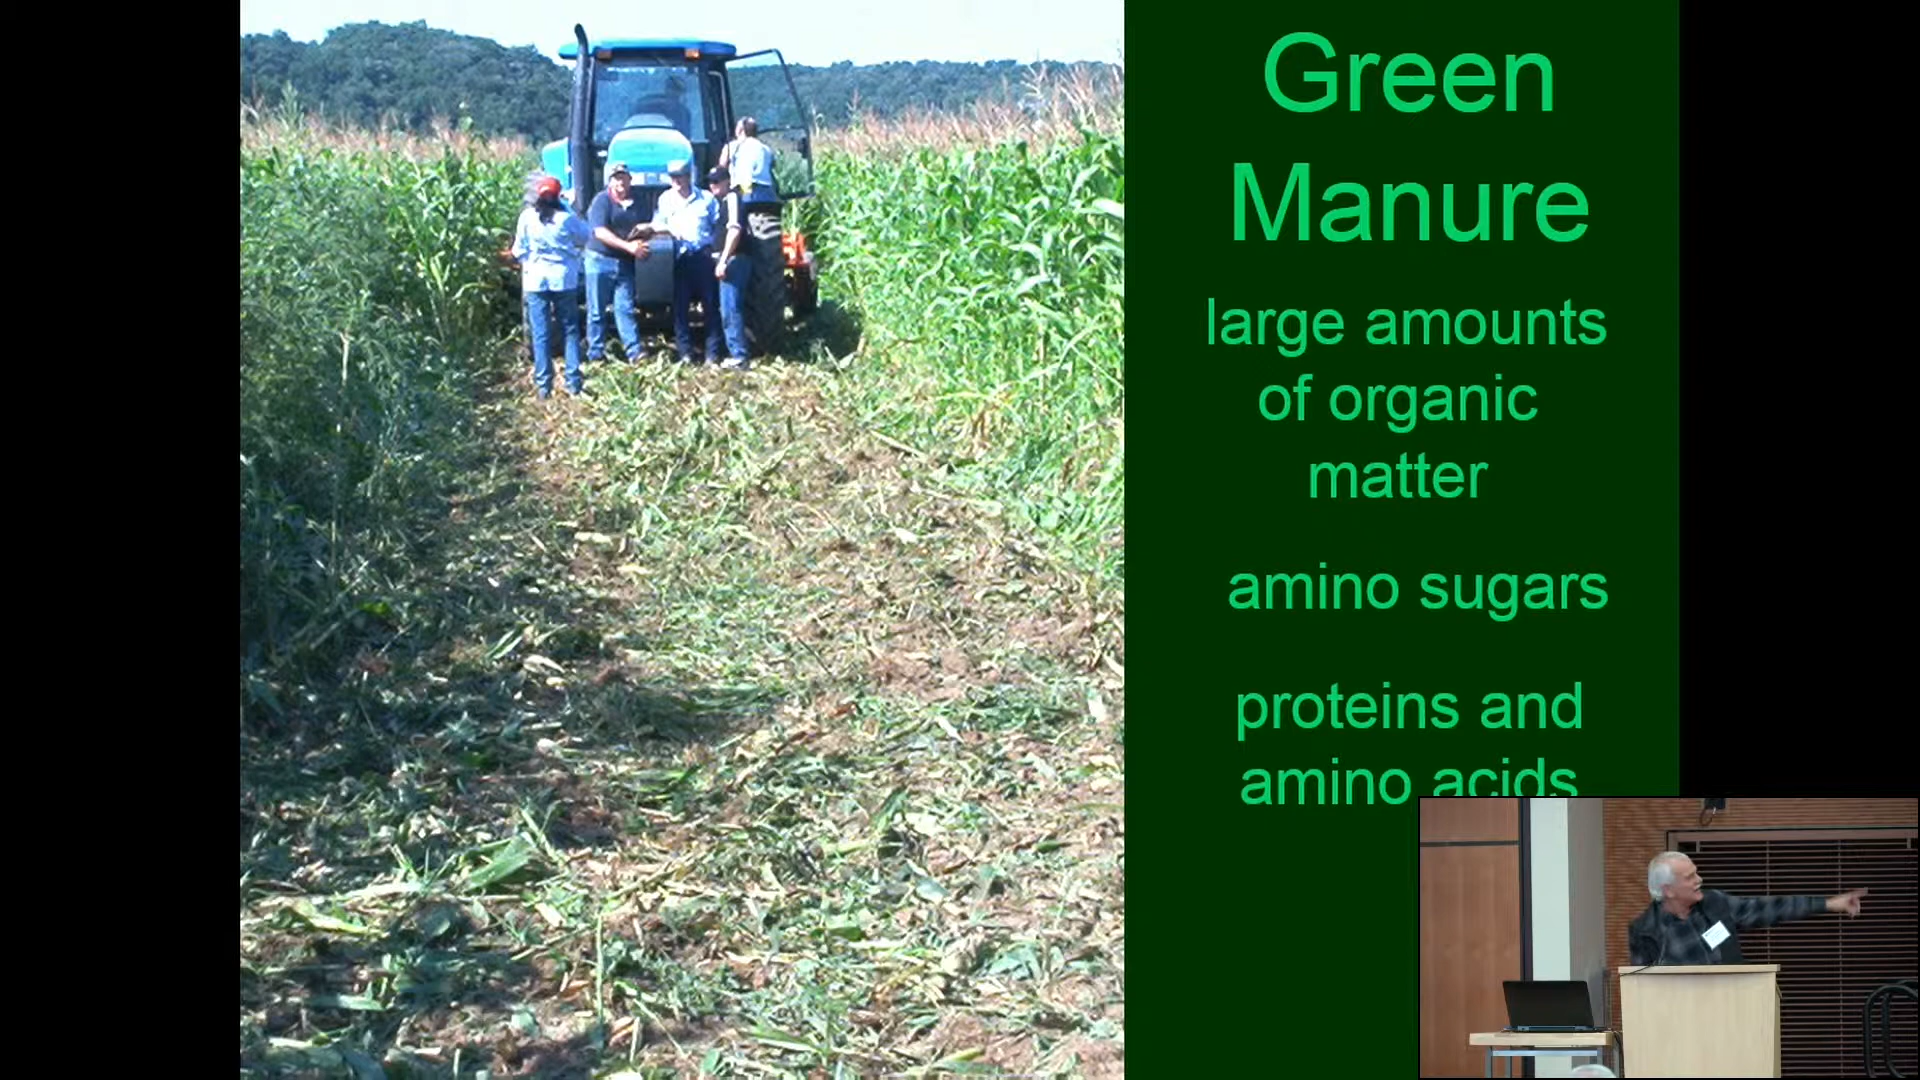 Green
Manure
large amounts
of organic
matter
amino sugars
proteins and
amino acids